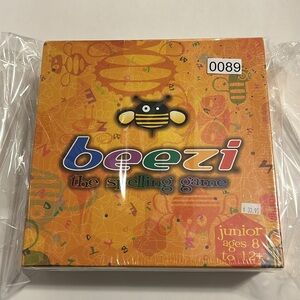 0089
beezi
the spelling game
junior
ages 8
to 12+